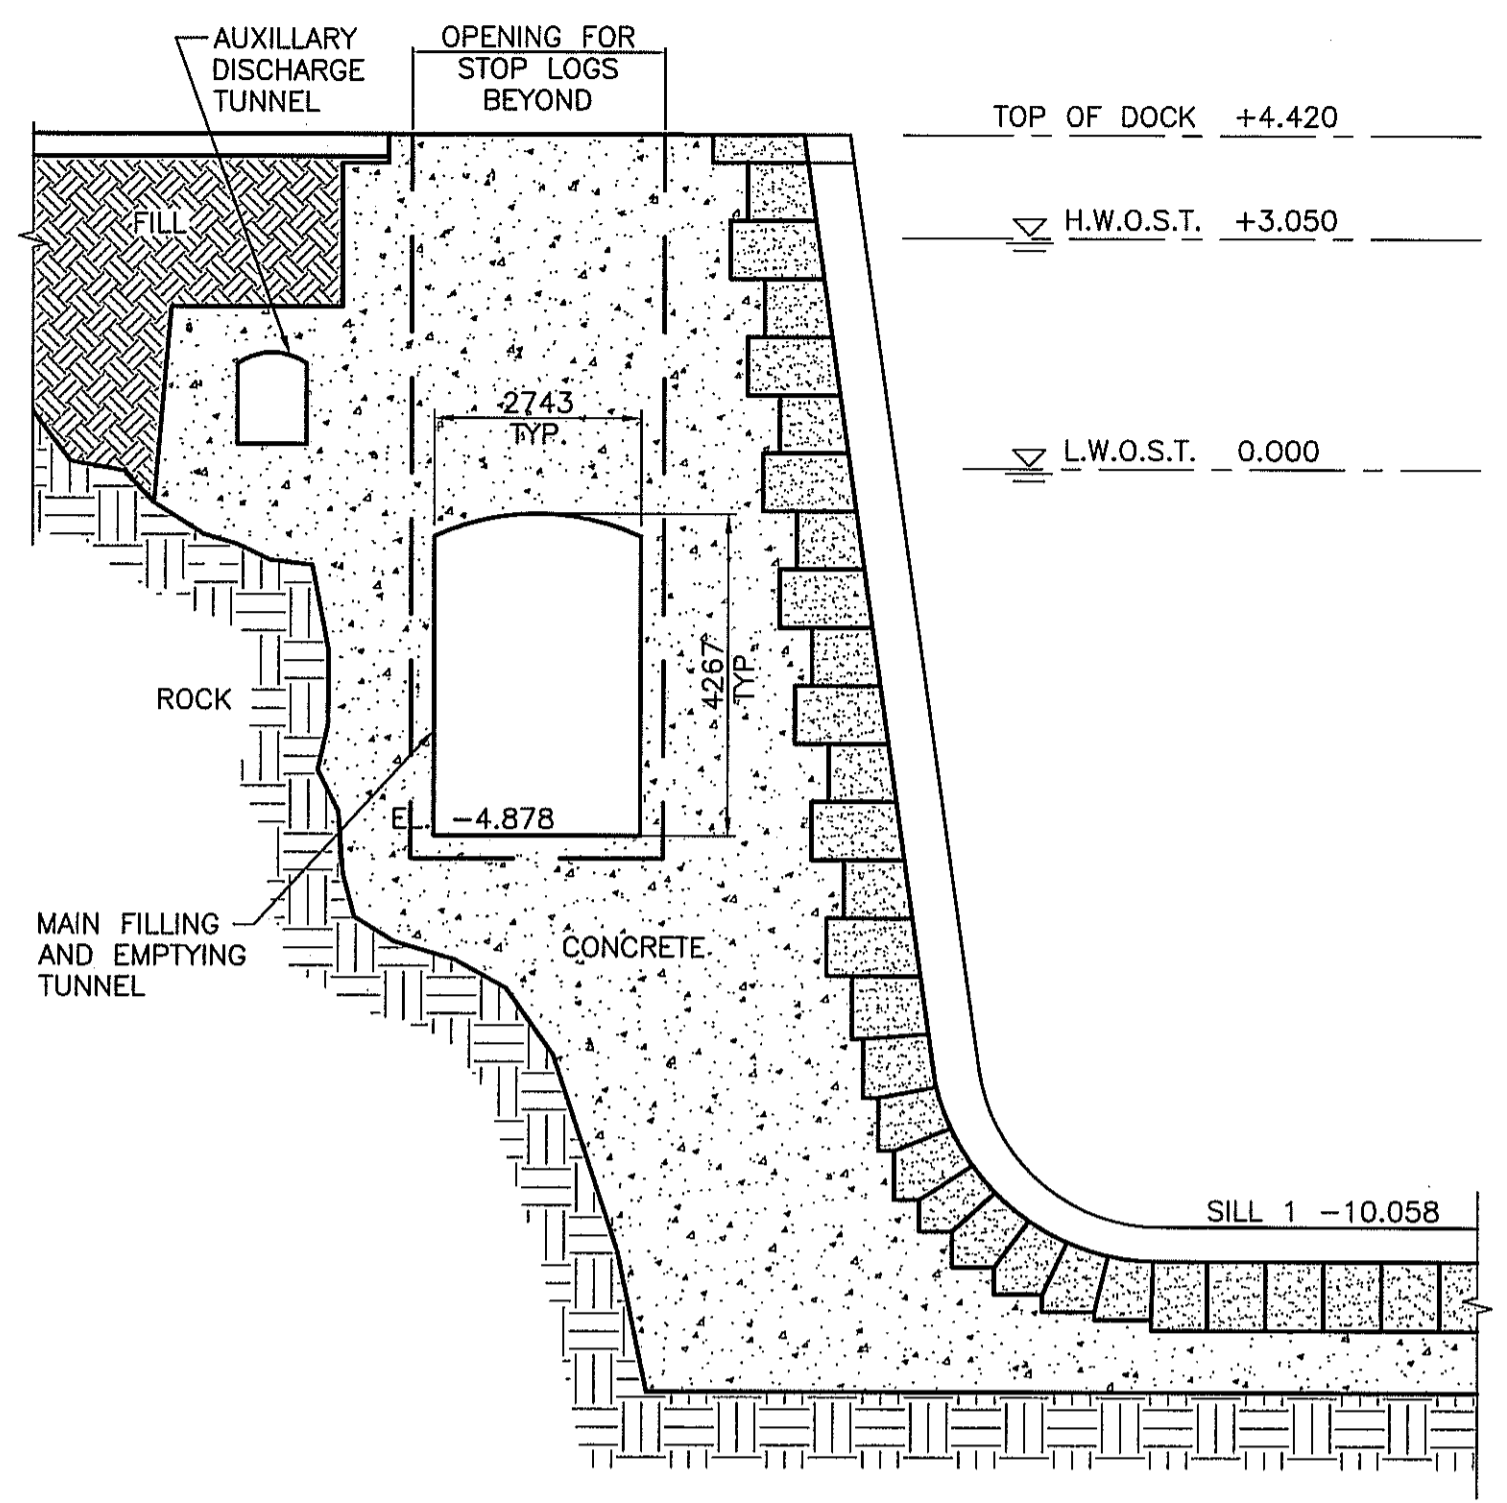 AUXILLARY
DISCHARGE
TUNNEL
OPENING FOR
STOP LOGS
BEYOND
TOP OF DOCK +4.420
FILL
H.W.O.S.T. +3.050
2743
TYP.
L.W.O.S.T. 0.000
4267
TYP.
ROCK
EL. -4.878
MAIN FILLING
AND EMPTYING
TUNNEL
CONCRETE
SILL 1 -10.058